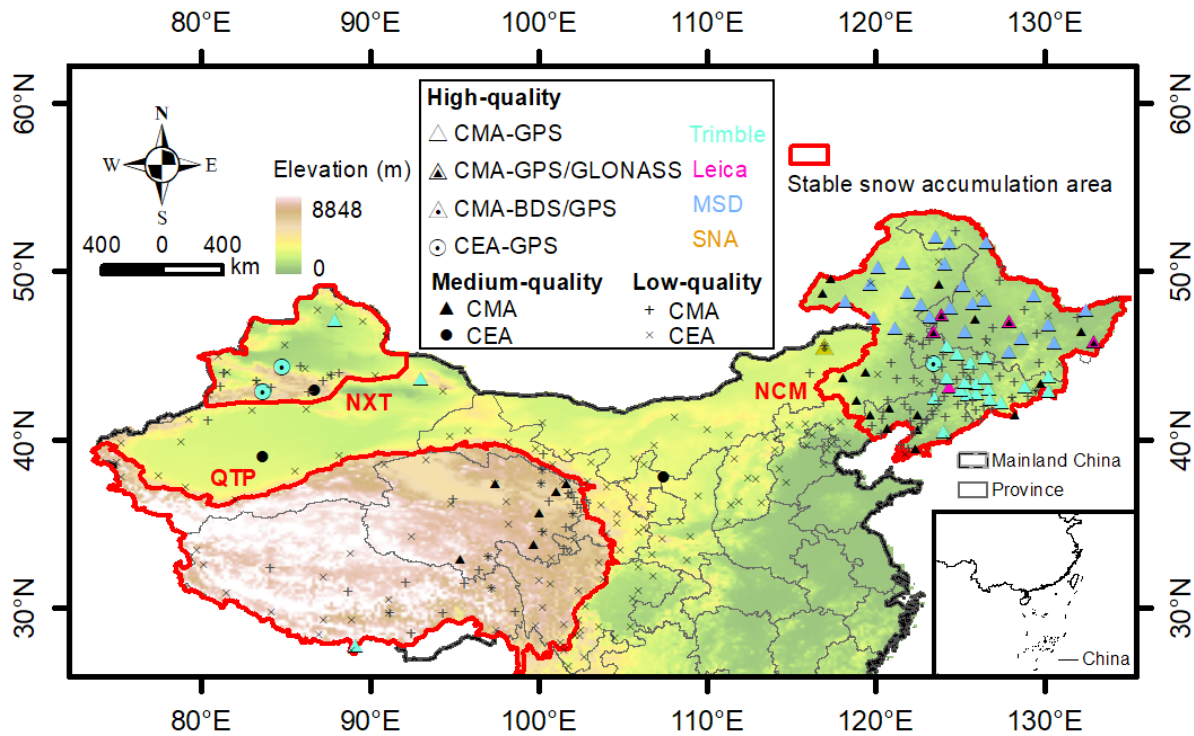 80°E 90°E 100°E 110°E 120°E 130°E
60°N
50°N
40°N
30°N
N
W E
S
400 0 400
km
Elevation (m)
8848
0
High-quality
CMA-GPS
CMA-GPS/GLONASS
CMA-BDS/GPS
CEA-GPS
Trimble
Leica
MSD
SNA
Medium-quality
CMA
CEA
Low-quality
CMA
CEA
Stable snow accumulation area
NXT
NCM
QTP
Mainland China
Province
China
60°N
50°N
40°N
30°N
80°E 90°E 100°E 110°E 120°E 130°E